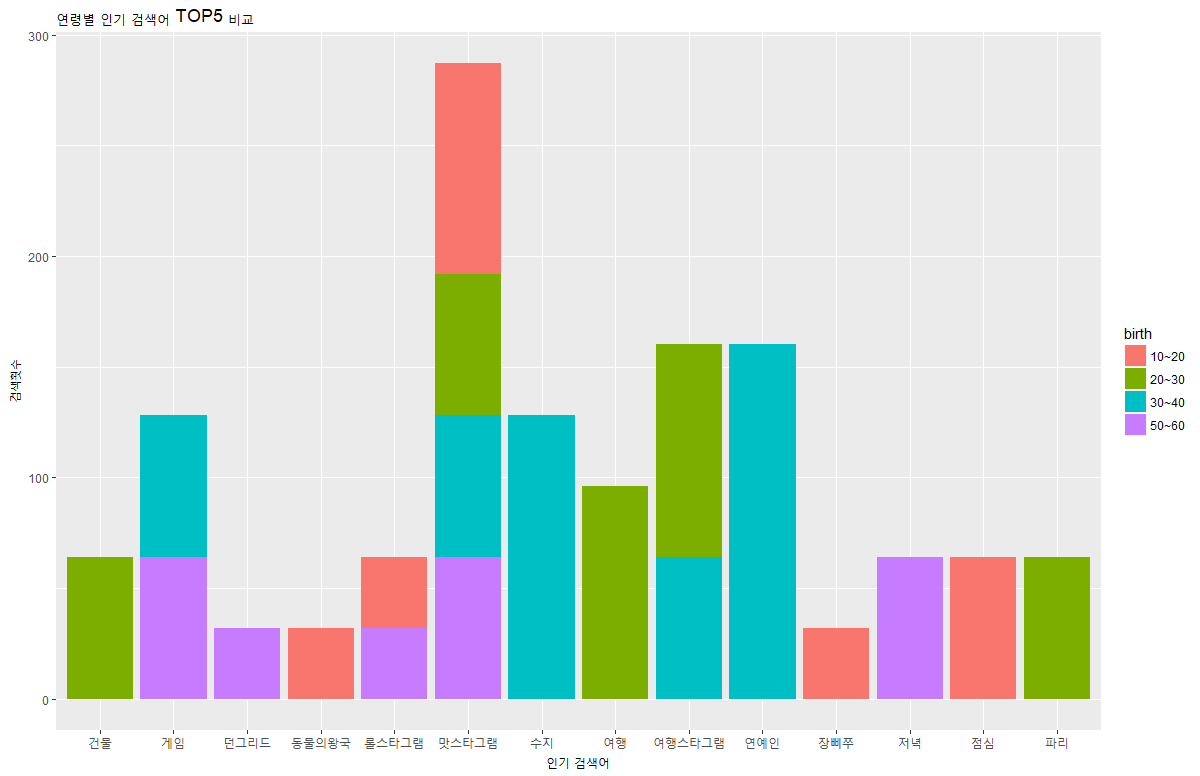 연령별 인기 검색어 TOP5 비교
300
200
100
0
검색횟수
건물 게임 던그리드 동물의왕국 롤스타그램 맛스타그램 수지 여행 여행스타그램 연예인 장삐쭈 저녁 점심 파리
인기 검색어
birth
10~20
20~30
30~40
50~60